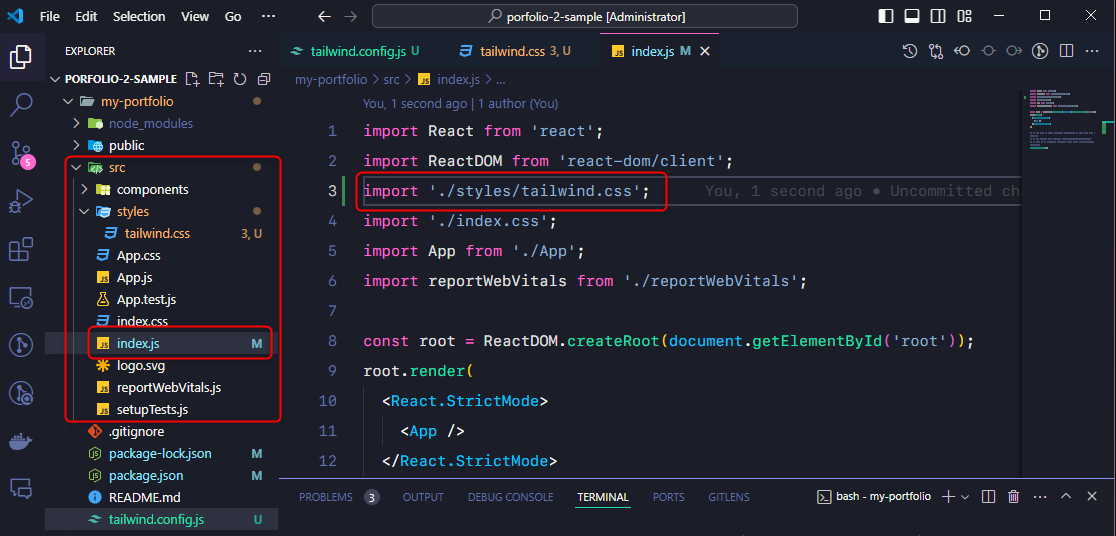 File Edit Selection View Go ··· porfolio-2-sample [Administrator]
EXPLORER ···
PORFOLIO-2-SAMPLE
my-portfolio
node_modules
public
src
components
styles
tailwind.css 3, U
App.css
JS App.js
App.test.js
index.css
JS index.js M
logo.svg
JS reportWebVitals.js
JS setupTests.js
.gitignore
package-lock.json M
package.json M
README.md
tailwind.config.js U
5
tailwind.config.js U tailwind.css 3, U JS index.js M
my-portfolio > src > JS index.js > ...
You, 1 second ago | 1 author (You)
1 import React from 'react';
2 import ReactDOM from 'react-dom/client';
3 import './styles/tailwind.css'; You, 1 second ago • Uncommitted ch
4 import './index.css';
5 import App from './App';
6 import reportWebVitals from './reportWebVitals';
7
8 const root = ReactDOM.createRoot(document.getElementById('root'));
9 root.render(
10 <React.StrictMode>
11 <App />
12 </React.StrictMode>
PROBLEMS 3 OUTPUT DEBUG CONSOLE TERMINAL PORTS GITLENS bash - my-portfolio